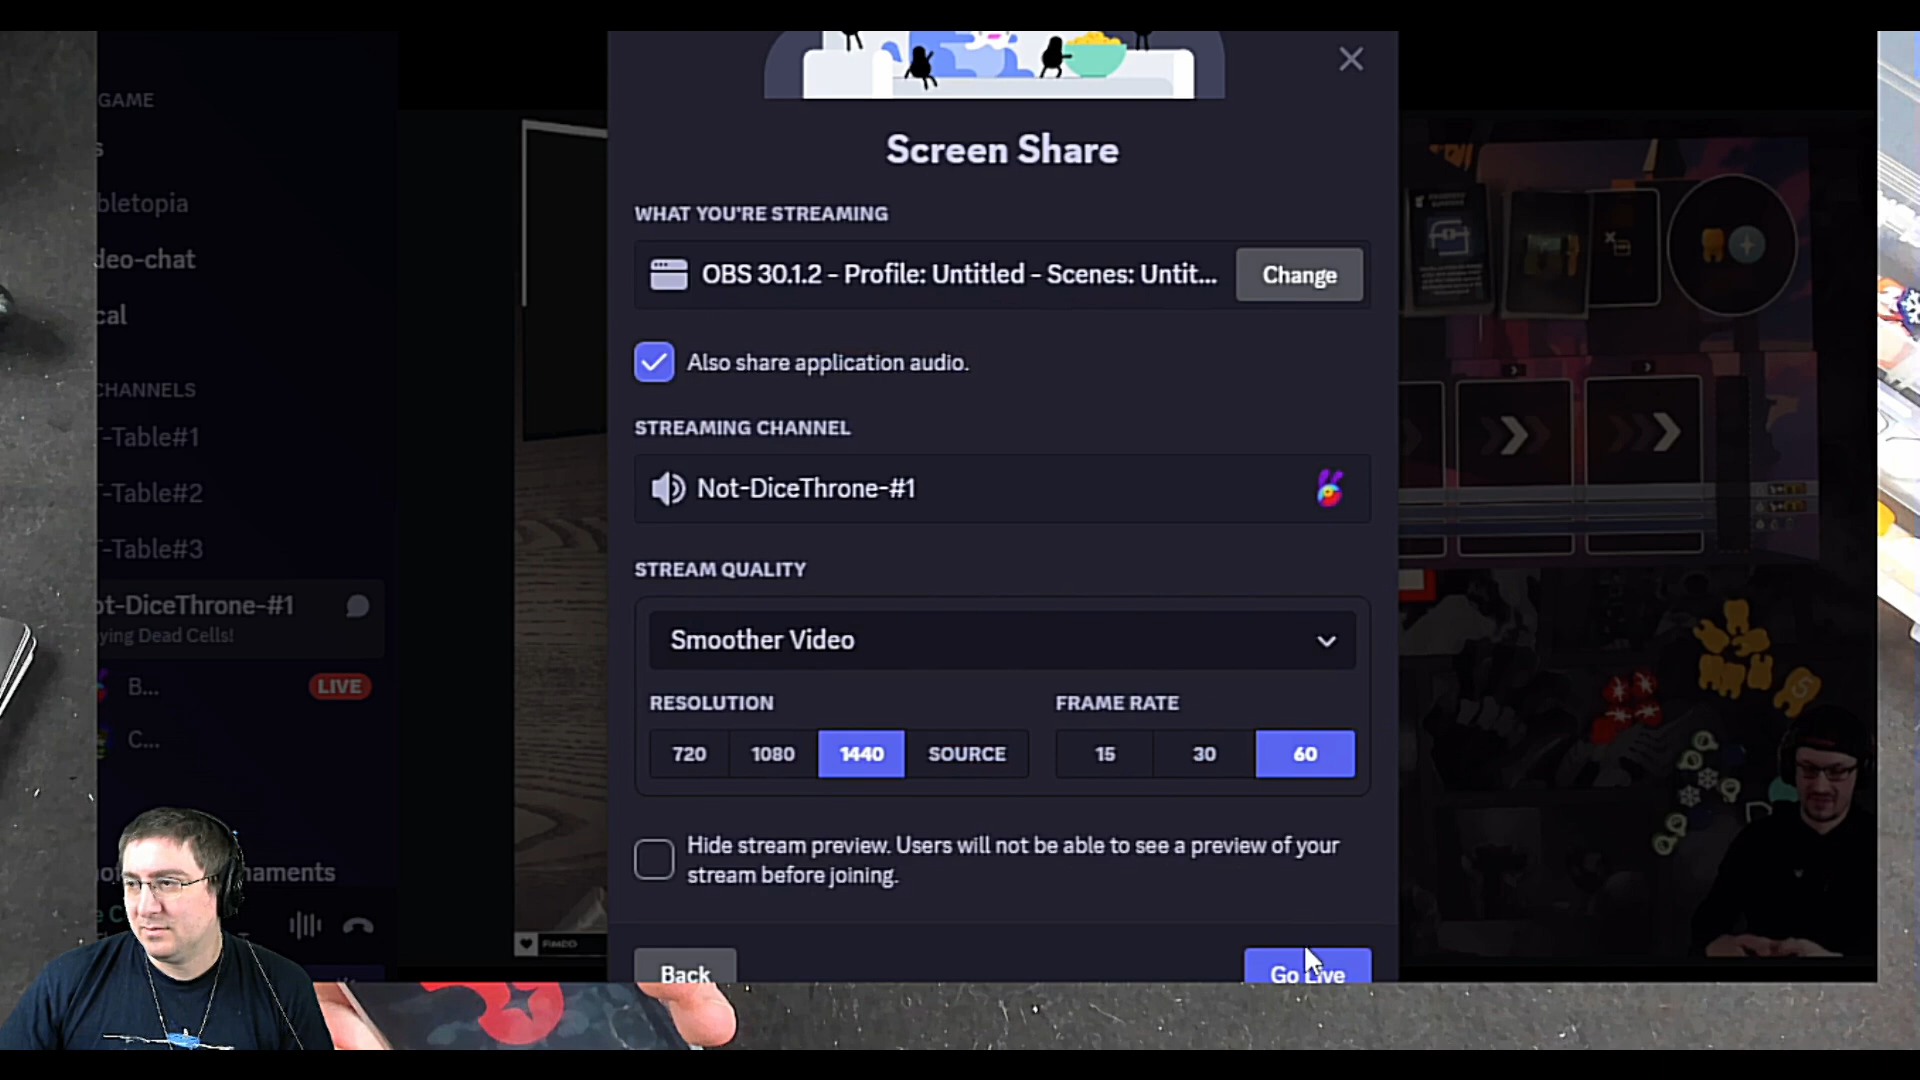 GAME
s
bletopia
deo-chat
cal
CHANNELS
T-Table#1
T-Table#2
T-Table#3
ot-DiceThrone-#1
ying Dead Cells!
B...
LIVE
C...
naments
Screen Share
WHAT YOU'RE STREAMING
OBS 30.1.2 - Profile: Untitled - Scenes: Untit...
Change
Also share application audio.
STREAMING CHANNEL
Not-DiceThrone-#1
STREAM QUALITY
Smoother Video
RESOLUTION
FRAME RATE
720
1080
1440
SOURCE
15
30
60
Hide stream preview. Users will not be able to see a preview of your
stream before joining.
Back
Go Live